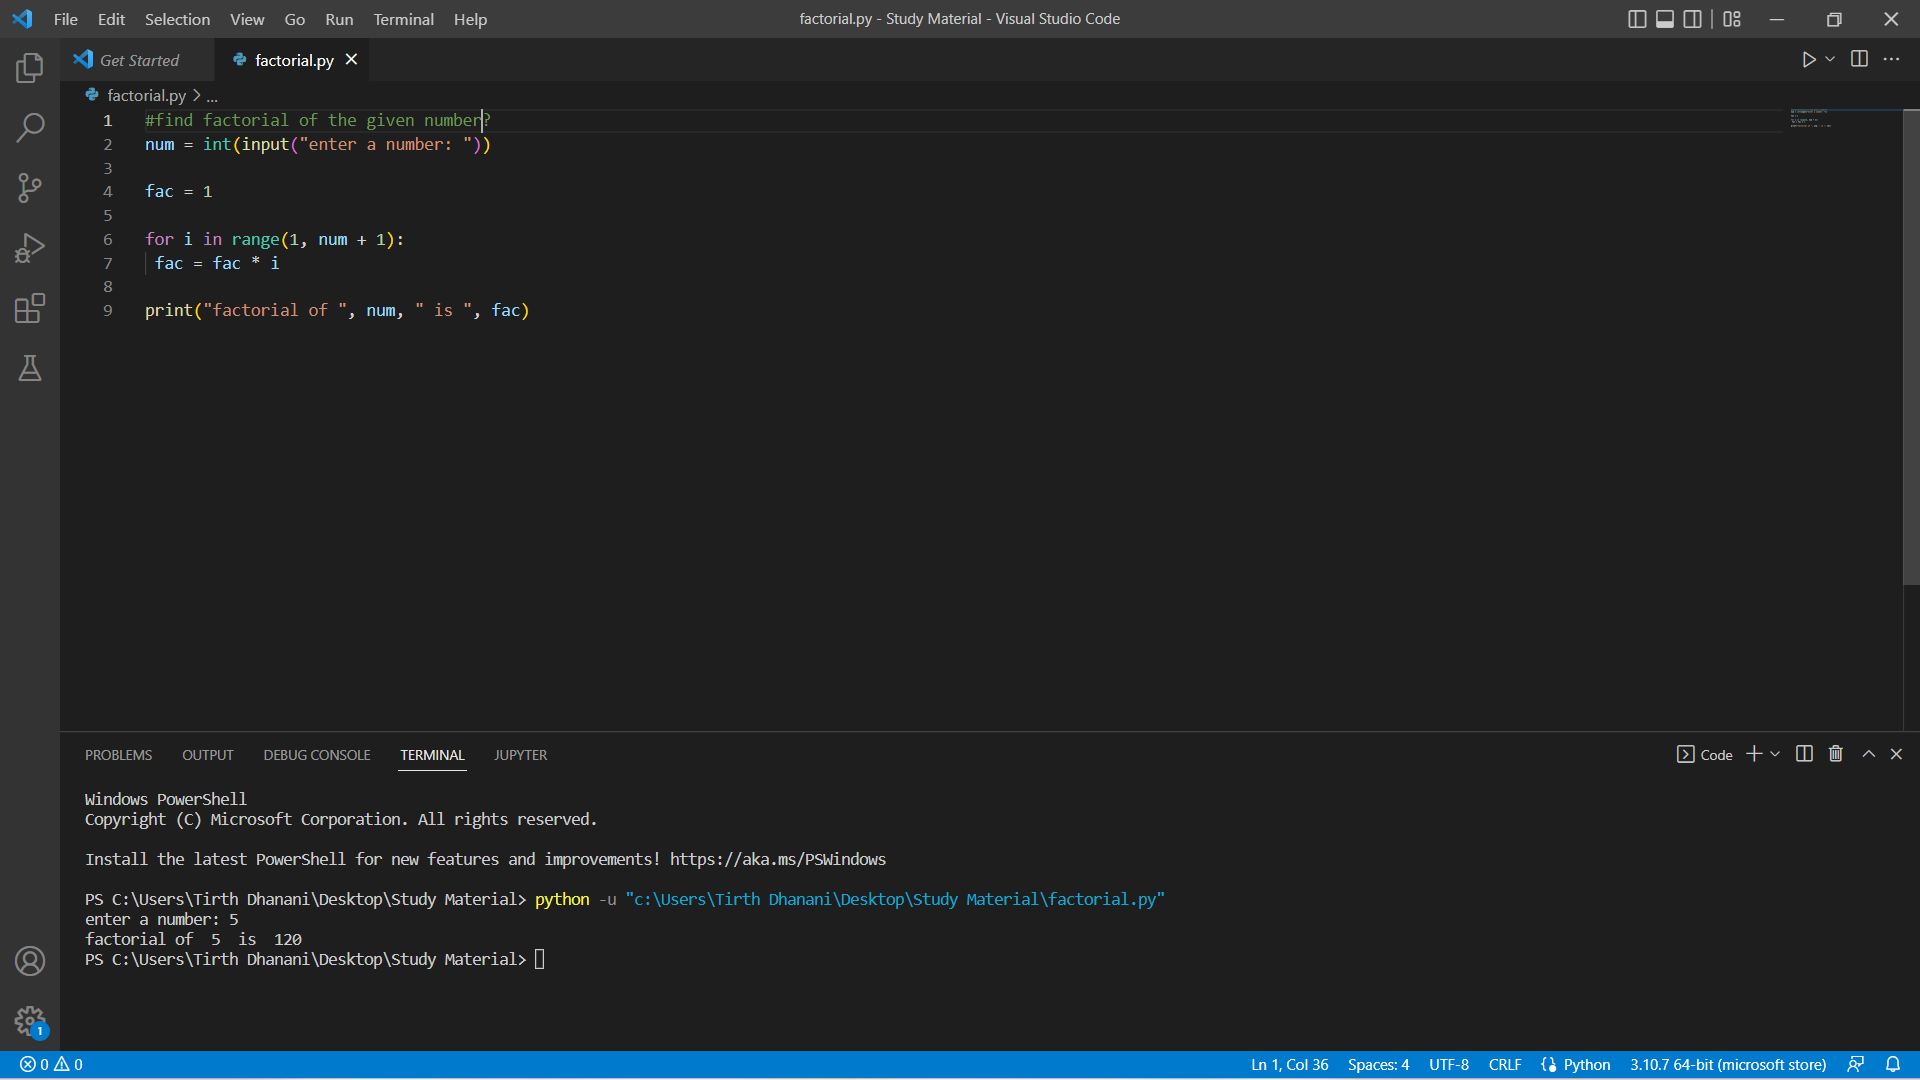 File Edit Selection View Go Run Terminal Help factorial.py - Study Material - Visual Studio Code
Get Started factorial.py
factorial.py > ...
1 #find factorial of the given number?
2 num = int(input("enter a number: "))
3
4 fac = 1
5
6 for i in range(1, num + 1):
7  fac = fac * i
8
9 print("factorial of ", num, " is ", fac)
PROBLEMS OUTPUT DEBUG CONSOLE TERMINAL JUPYTER Code
Windows PowerShell
Copyright (C) Microsoft Corporation. All rights reserved.
Install the latest PowerShell for new features and improvements! https://aka.ms/PSWindows
PS C:\Users\Tirth Dhanani\Desktop\Study Material> python -u "c:\Users\Tirth Dhanani\Desktop\Study Material\factorial.py"
enter a number: 5
factorial of  5  is  120
PS C:\Users\Tirth Dhanani\Desktop\Study Material>
1
0 0 Ln 1, Col 36 Spaces: 4 UTF-8 CRLF Python 3.10.7 64-bit (microsoft store)